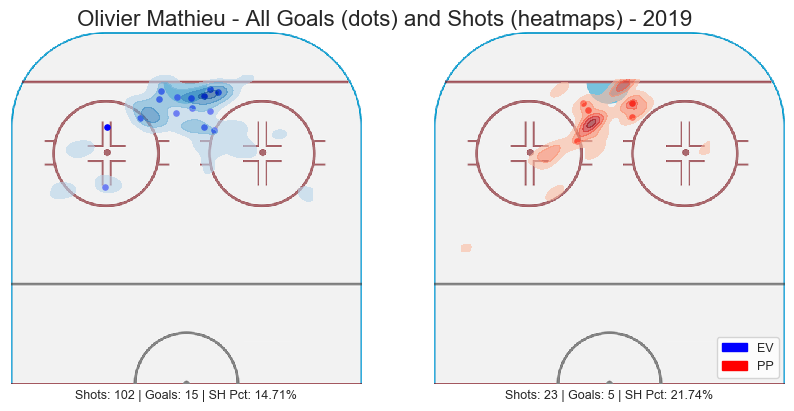 Olivier Mathieu - All Goals (dots) and Shots (heatmaps) - 2019
EV
PP
Shots: 102 | Goals: 15 | SH Pct: 14.71%
Shots: 23 | Goals: 5 | SH Pct: 21.74%